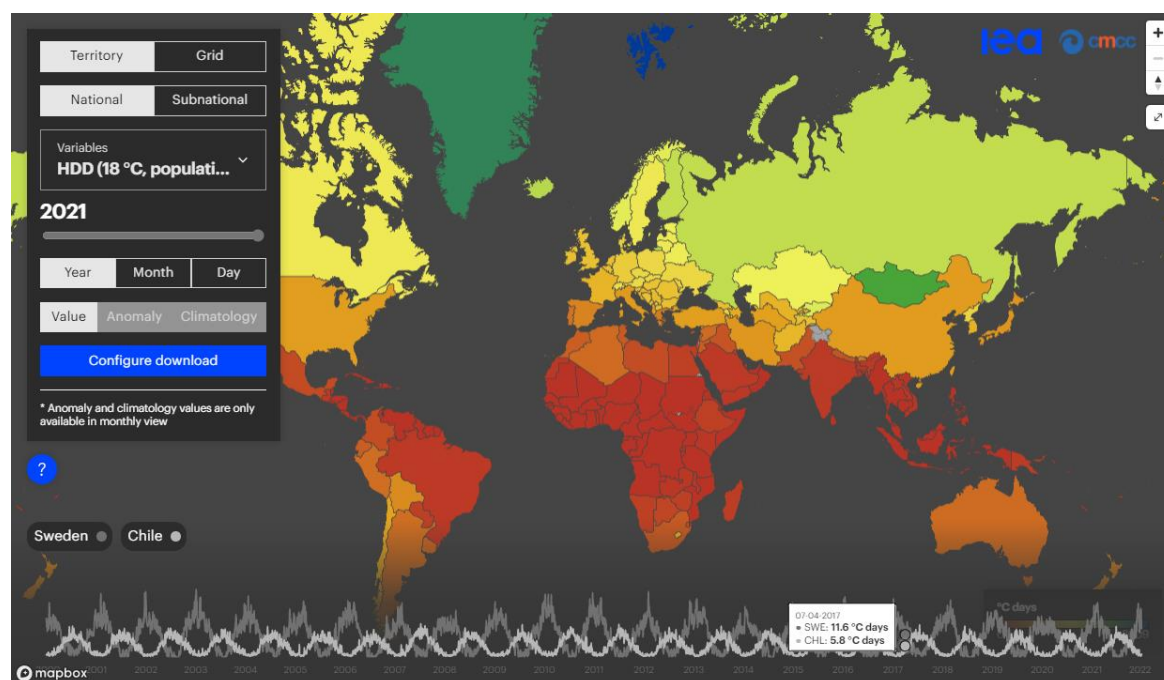 Territory Grid
National Subnational
Variables
HDD (18 °C, populati...
2021
Year Month Day
Value Anomaly Climatology
Configure download
* Anomaly and climatology values are only
available in monthly view
?
iea cmcc
+
Sweden Chile
°C days
07-04-2017
SWE: 11.6 °C days
CHL: 5.8 °C days
2001 2002 2003 2004 2005 2006 2007 2008 2009 2010 2011 2012 2013 2014 2015 2016 2017 2018 2019 2020 2021 2022
mapbox